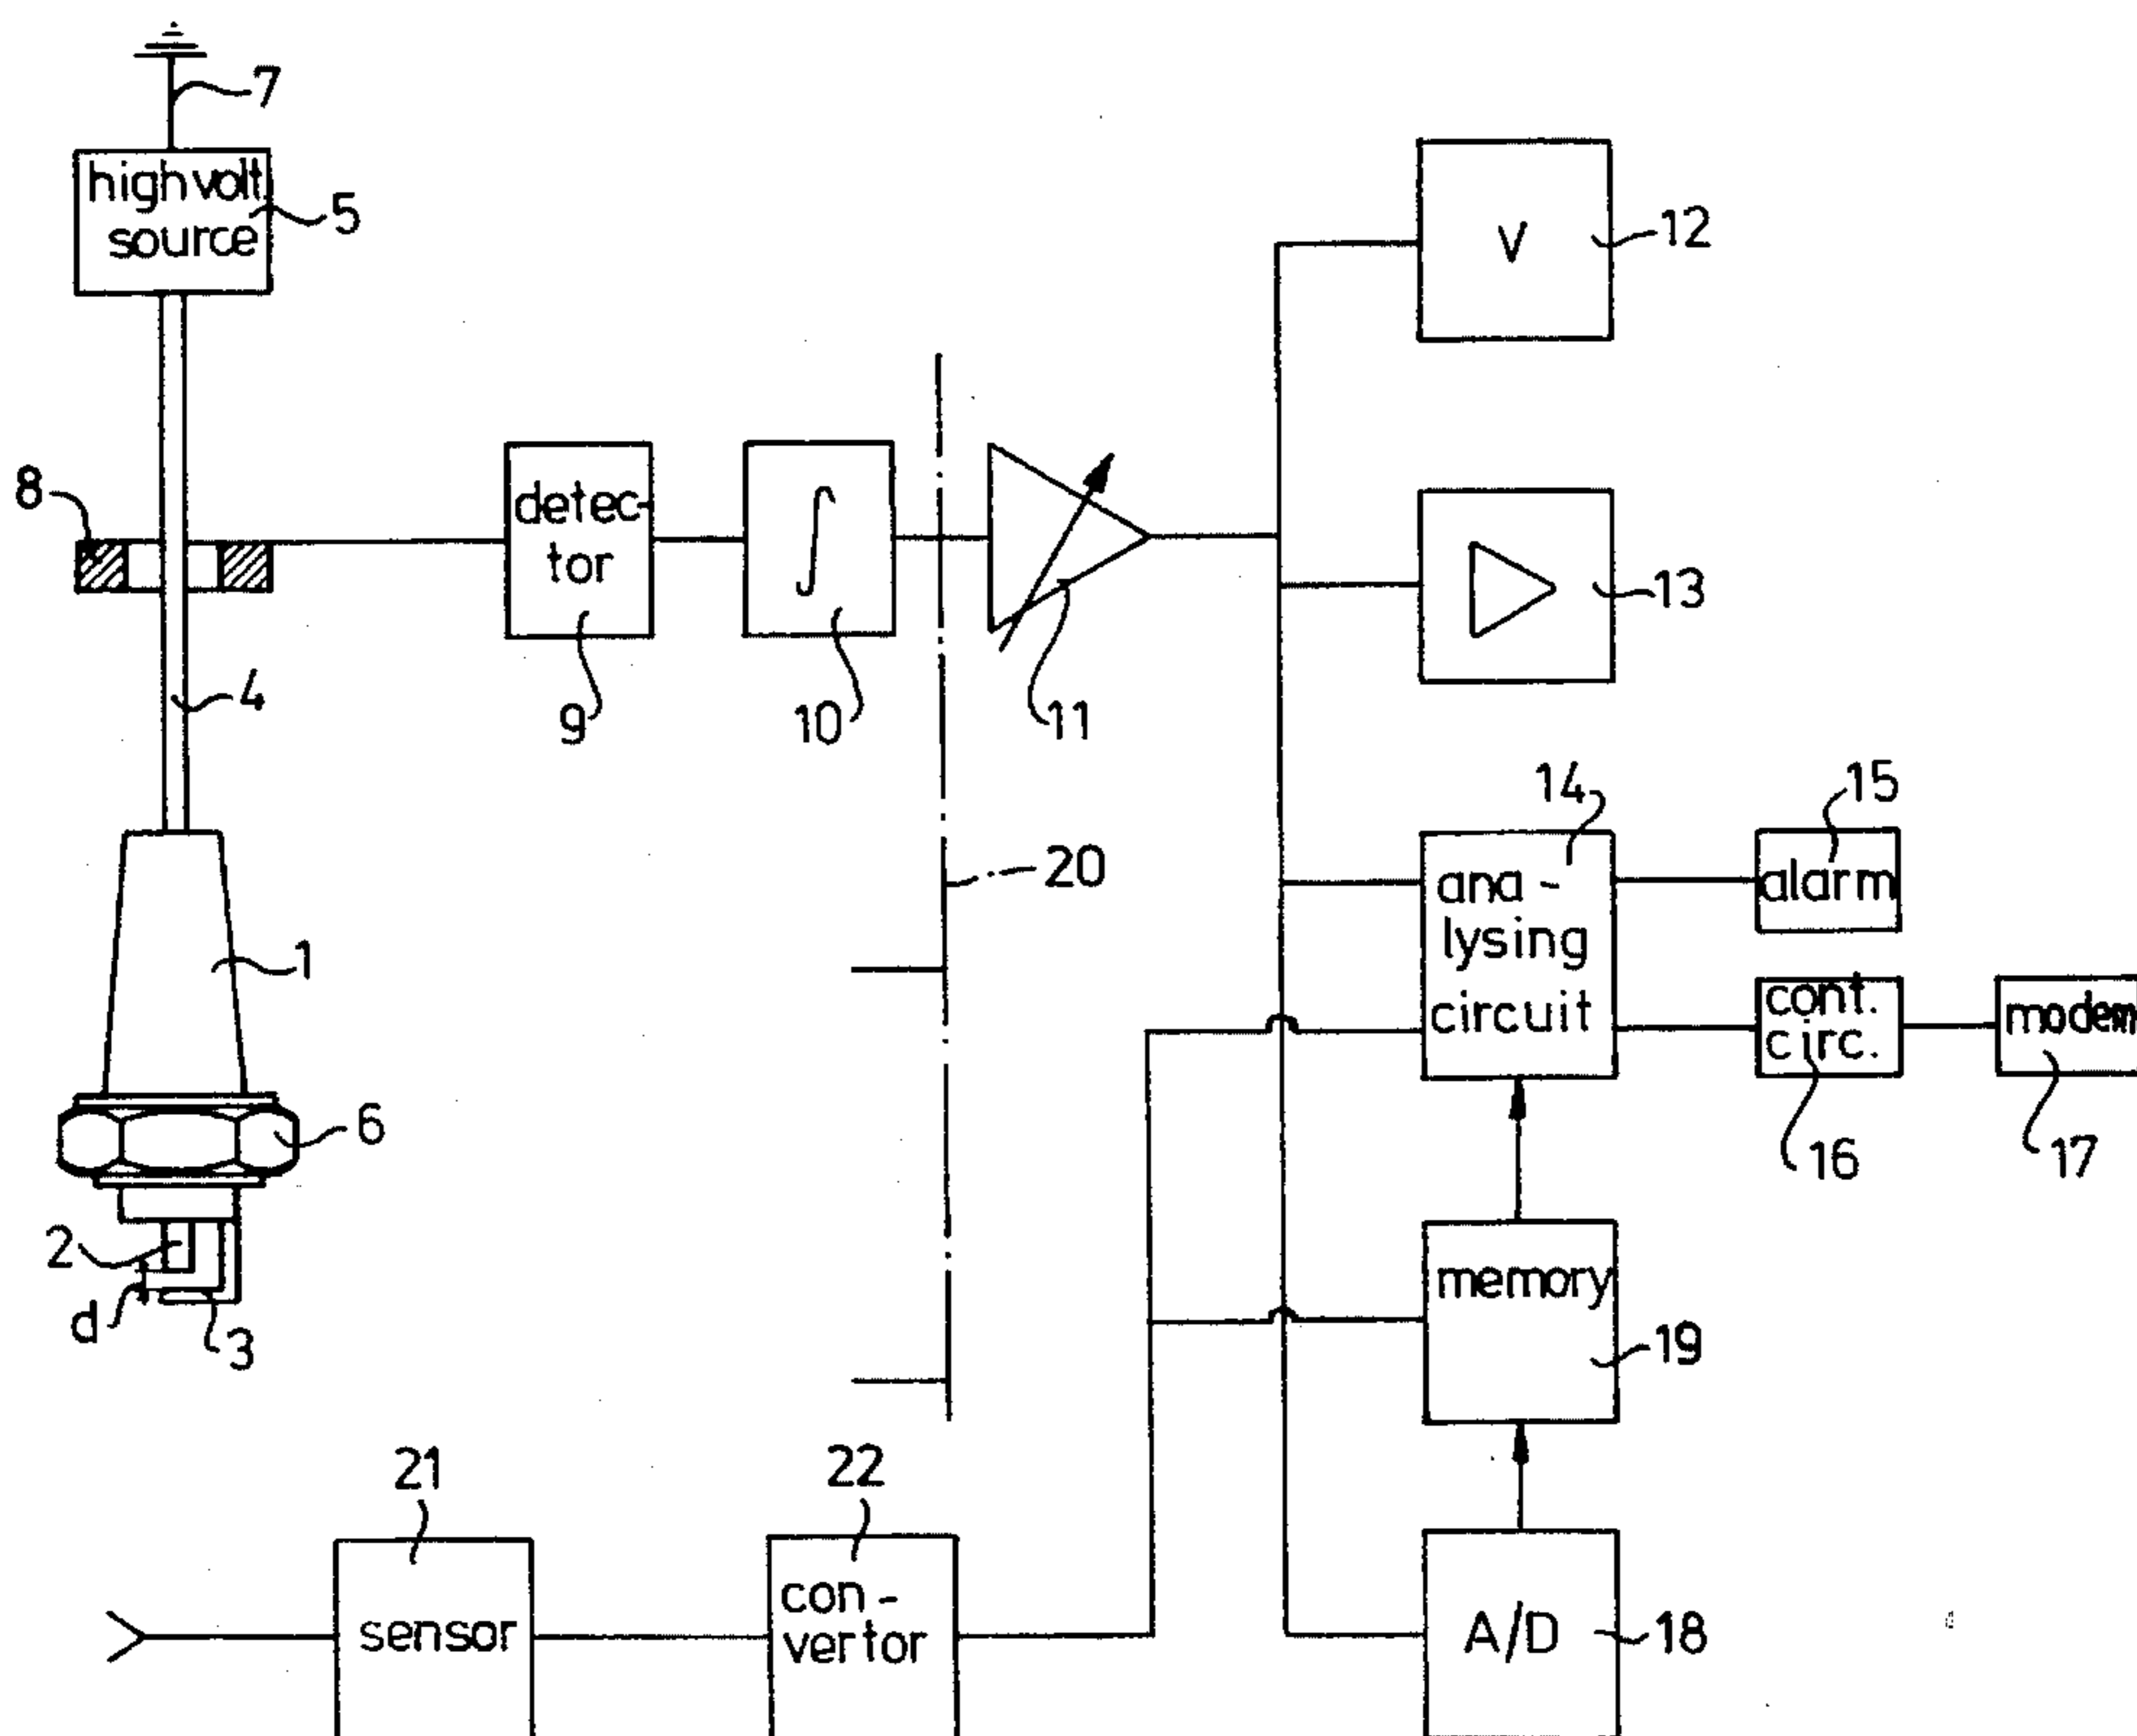 7
high volt.
source
5
V
12
8
detec-
tor
9
10
11
13
4
14
15
ana-
lysing
circuit
alarm
20
1
cont.
circ.
modem
6
16
17
2
d
3
memory
19
21
22
sensor
con-
vertor
A/D
18